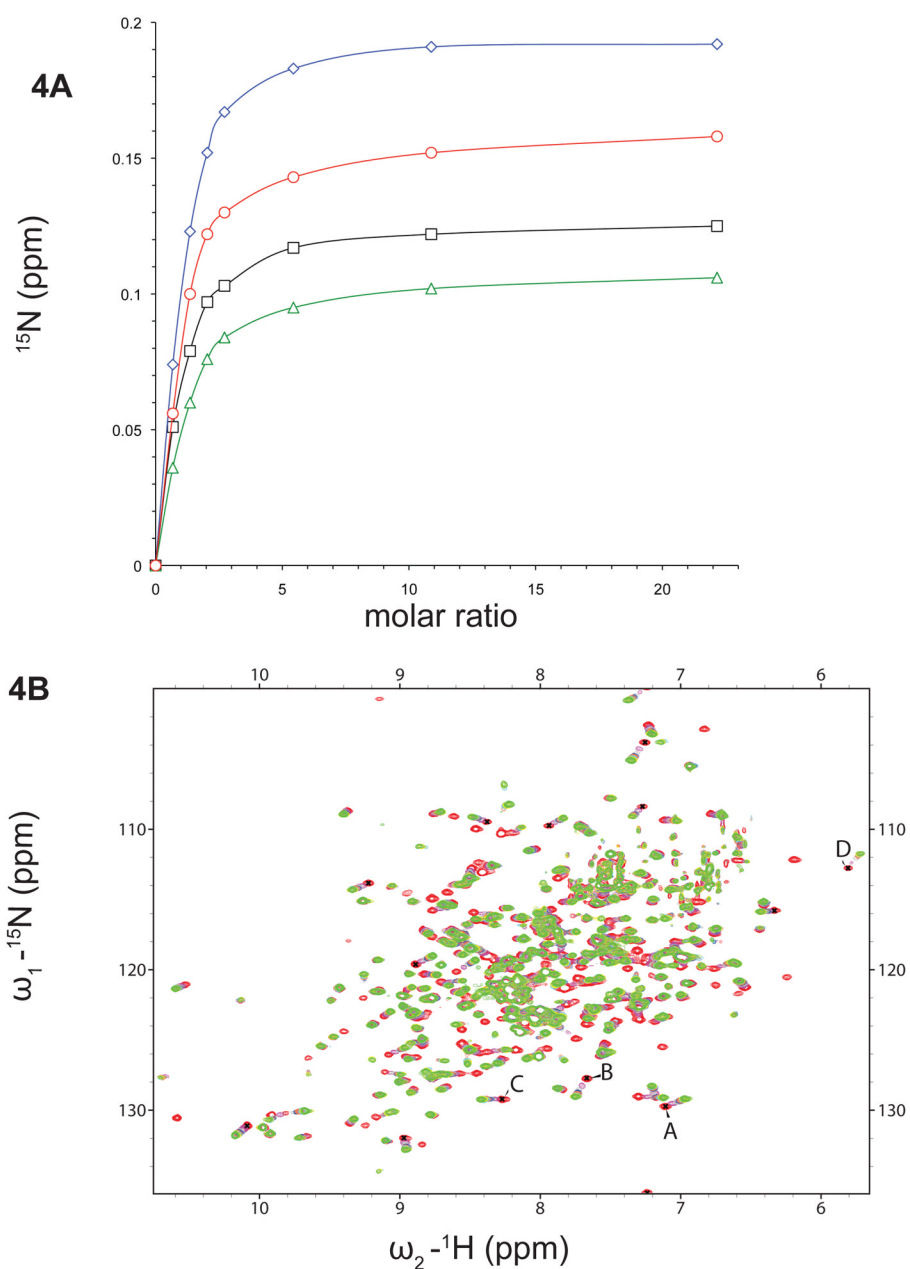 4A
0.2
0.15
0.1
0.05
0
15N (ppm)
0 5 10 15 20
molar ratio
4B
10 9 8 7 6
110 110
120 120
130 130
D
B
C
A
ω1 - 15N (ppm)
10 9 8 7 6
ω2 - 1H (ppm)